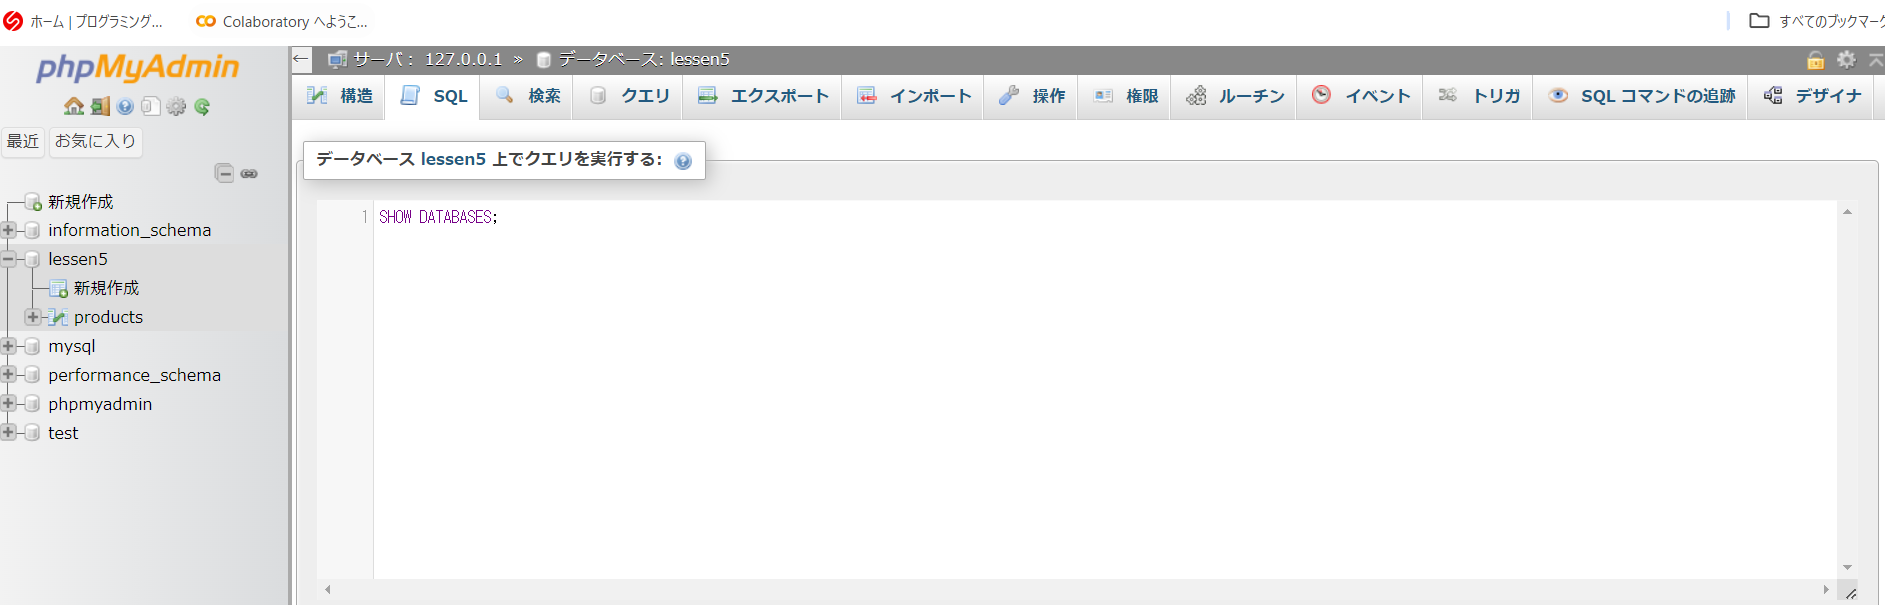 ホーム | プログラミング... Colaboratory へようこ... すべてのブックマーク
phpMyAdmin
最近 お気に入り
新規作成
information_schema
lessen5
新規作成
products
mysql
performance_schema
phpmyadmin
test
サーバ: 127.0.0.1 » データベース: lessen5
構造 SQL 検索 クエリ エクスポート インポート 操作 権限 ルーチン イベント トリガ SQL コマンドの追跡 デザイナ
データベース lessen5 上でクエリを実行する:
1 SHOW DATABASES;